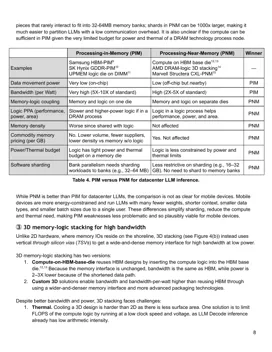 pieces that rarely interact to fit into 32-64MB memory banks; shards in PNM can be 1000x larger, making it
much easier to partition LLMs with a low communication overhead. It is also unclear if the compute can be
sufficient in PIM given the very limited budget for power and thermal of a DRAM process technology node.
Processing-in-Memory (PIM) Processing-Near-Memory (PNM) Winner
Examples
Samsung HBM-PIM
SK Hynix GDDR-PIM
UPMEM logic die on DIMM
Compute on HBM base die
AMD DRAM-logic 3D stacking
Marvell Structera CXL-PNM
—
Data movement power Very low (on-chip) Low (off-chip but nearby) PIM
Bandwidth (per Watt) Very high (5X-10X of standard) High (2X-5X of standard) PIM
Memory-logic coupling Memory and logic on one die Memory and logic on separate dies PNM
Logic PPA (performance,
power, area)
Slower and higher-power logic if in a
DRAM process
Logic in a logic process helps
performance, power, and area.
PNM
Memory density Worse since shared with logic Not affected PNM
Commodity memory
pricing (per GB)
No. Lower volume, fewer suppliers,
lower density vs memory w/o logic
Yes. Not affected PNM
Power/Thermal budget Logic has tight power and thermal
budget on a memory die
Logic is less constrained by power and
thermal limits
PNM
Software sharding Bank parallelism needs sharding
workloads to banks (e.g., 32–64 MB)
Less restrictive on sharding (e.g., 16–32
GB). No need to shard to memory banks
PNM
Table 4. PIM versus PNM for datacenter LLM inference.
While PNM is better than PIM for datacenter LLMs, the comparison is not as clear for mobile devices. Mobile
devices are more energy-constrained and run LLMs with many fewer weights, shorter context, smaller data
types, and smaller batch sizes due to a single user. These differences simplify sharding, reduce the compute
and thermal need, making PIM weaknesses less problematic and so plausibly viable for mobile devices.
③ 3D memory-logic stacking for high bandwidth
Unlike 2D hardware, where memory IOs reside on the shoreline, 3D stacking (see Figure 4(b)) instead uses
vertical through silicon vias (TSVs) to get a wide-and-dense memory interface for high bandwidth at low power.
3D memory-logic stacking has two versions:
1. Compute-on-HBM-base-die reuses HBM designs by inserting the compute logic into the HBM base
die. Because the memory interface is unchanged, bandwidth is the same as HBM, while power is
2–3X lower because of the shortened data path.
2. Custom 3D solutions enable bandwidth and bandwidth-per-watt higher than reusing HBM through
using a wider-and-denser memory interface and more advanced packaging technologies.
Despite better bandwidth and power, 3D stacking faces challenges:
1. Thermal. Cooling a 3D design is harder than 2D as there is less surface area. One solution is to limit
FLOPS of the compute logic by running at a low clock speed and voltage, as LLM Decode inference
already has low arithmetic intensity.
8